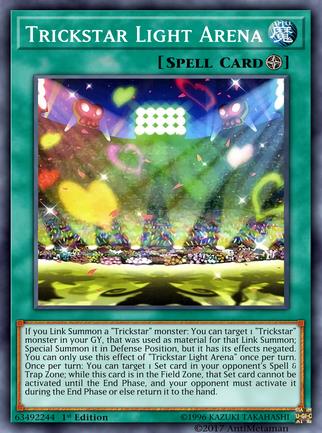 Trickstar Light Arena
[Spell Card]
If you Link Summon a "Trickstar" monster: You can target 1 "Trickstar"
monster in your GY, that was used as material for that Link Summon;
Special Summon it in Defense Position, but it has its effects negated.
You can only use this effect of "Trickstar Light Arena" once per turn.
Once per turn: You can target 1 Set card in your opponent's Spell &
Trap Zone; while this card is in the Field Zone, that Set card cannot
be activated until the End Phase, and your opponent must activate it
during the End Phase or else return it to the hand.
63492244 1st Edition ©1996 KAZUKI TAKAHASHI
©2017 AntiMetaman